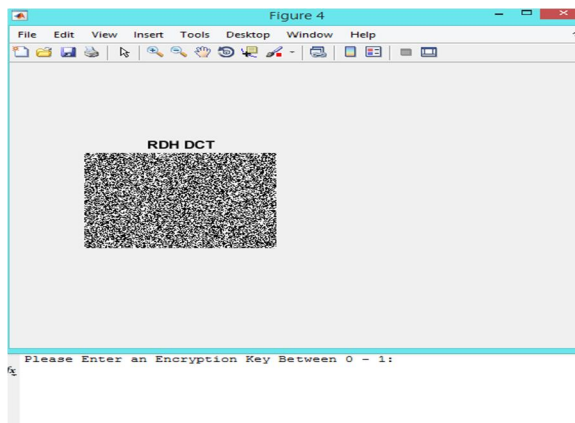 Figure 4
File Edit View Insert Tools Desktop Window Help
RDH DCT
Please Enter an Encryption Key Between 0 - 1:
fx